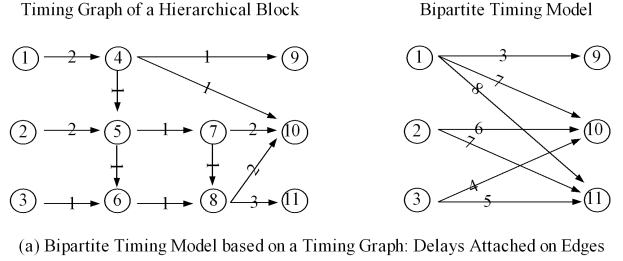 Timing Graph of a Hierarchical Block
Bipartite Timing Model
1 2 4 1 9
1 3 9
1 1 7 8
2 2 5 1 7 2 10
2 6 10
1 1 2 7 4
3 1 6 1 8 3 11
3 5 11
(a) Bipartite Timing Model based on a Timing Graph: Delays Attached on Edges